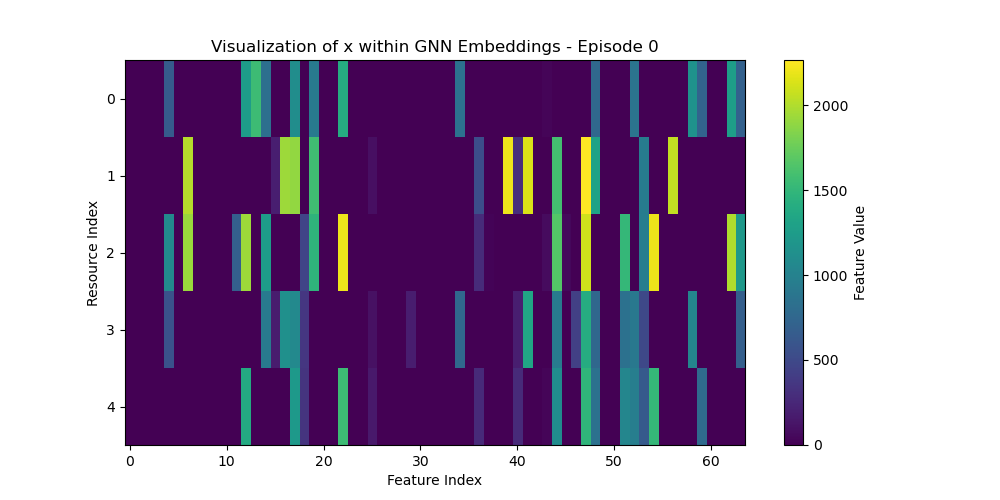 Visualization of x within GNN Embeddings - Episode 0
Resource Index
0
1
2
3
4
0 10 20 30 40 50 60
Feature Index
2000
1500
1000
500
0
Feature Value